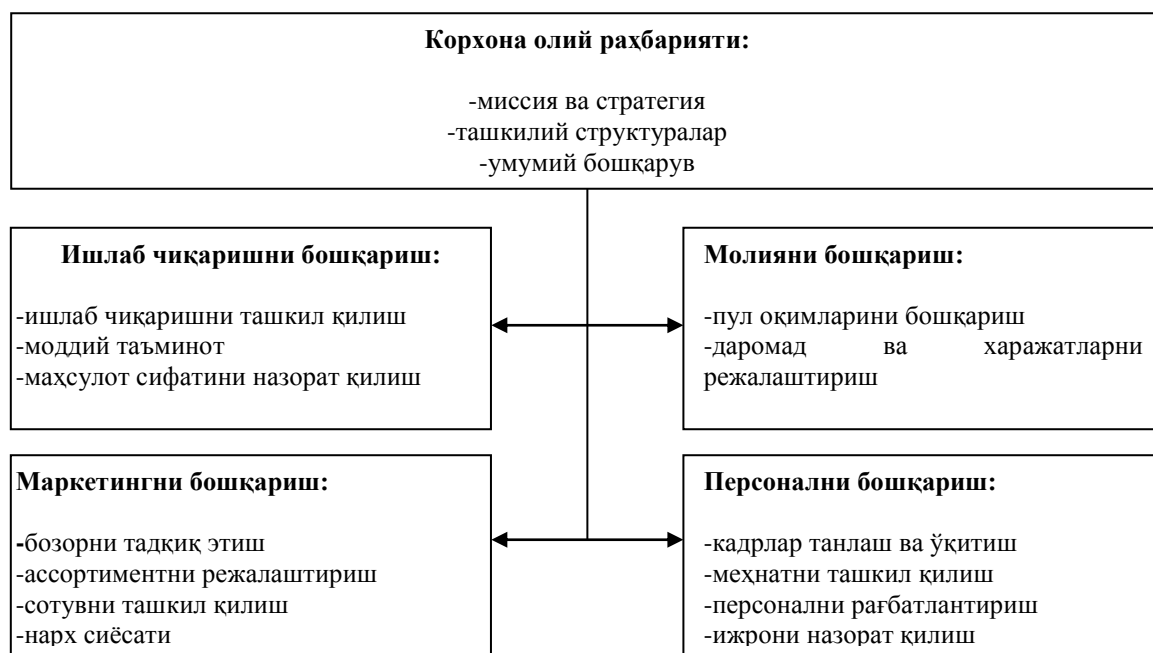 Корхона олий раҳбарияти:
-миссия ва стратегия
-ташкилий структуралар
-умумий бошқарув
Ишлаб чиқаришни бошқариш:
-ишлаб чиқаришни ташкил қилиш
-моддий таъминот
-маҳсулот сифатини назорат қилиш
Молияни бошқариш:
-пул оқимларини бошқариш
-даромад ва харажатларни
режалаштириш
Маркетингни бошқариш:
-бозорни тадқиқ этиш
-ассортиментни режалаштириш
-сотувни ташкил қилиш
-нарх сиёсати
Персонални бошқариш:
-кадрлар танлаш ва ўқитиш
-меҳнатни ташкил қилиш
-персонални рағбатлантириш
-ижрони назорат қилиш